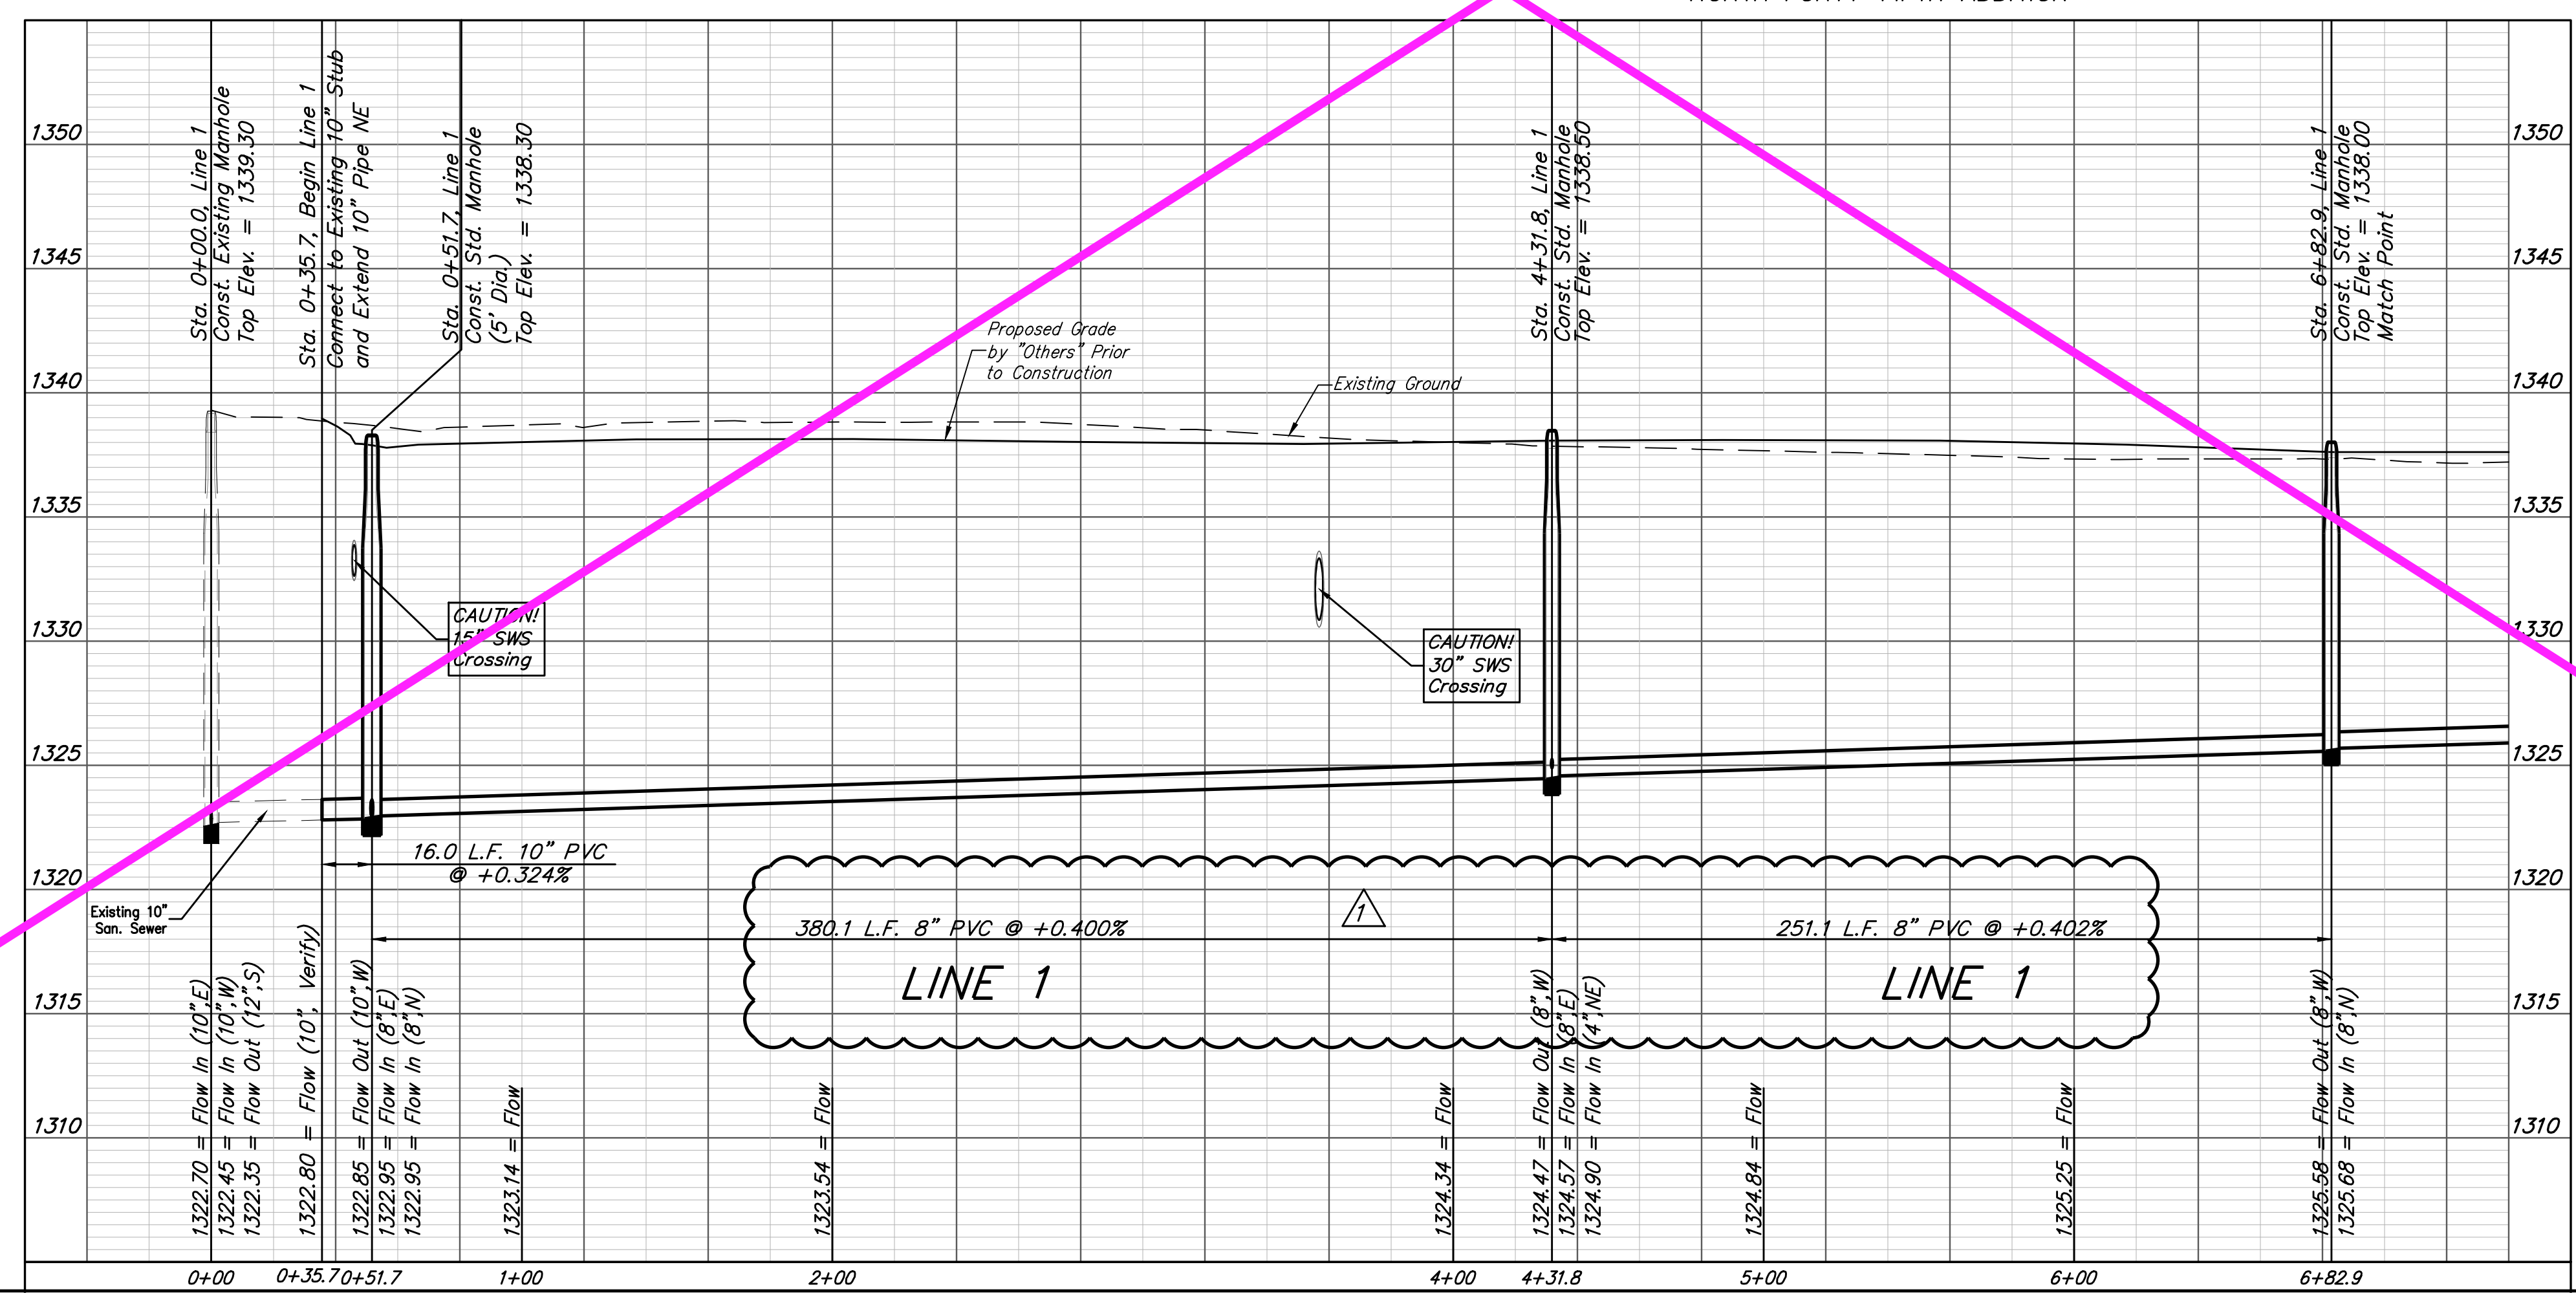 1350
1345
1340
1335
1330
1325
1320
1315
1310
Sta. 0+00.0, Line 1
Const. Existing Manhole
Top Elev. = 1339.30
Sta. 0+35.7, Begin Line 1
Connect to Existing 10" Stub
and Extend 10" Pipe NE
Sta. 0+51.7, Line 1
Const. Std. Manhole
(5' Dia.)
Top Elev. = 1338.30
Proposed Grade
by "Others" Prior
to Construction
Existing Ground
Sta. 4+31.8, Line 1
Const. Std. Manhole
Top Elev. = 1338.50
Sta. 6+82.9, Line 1
Const. Std. Manhole
Top Elev. = 1338.00
Match Point
CAUTION!
15" SWS
Crossing
CAUTION!
30" SWS
Crossing
16.0 L.F. 10" PVC
@ +0.324%
Existing 10"
San. Sewer
380.1 L.F. 8" PVC @ +0.400%
LINE 1
1
251.1 L.F. 8" PVC @ +0.402%
LINE 1
1322.70 = Flow In (10",E)
1322.45 = Flow In (10",W)
1322.35 = Flow Out (12",S)
1322.80 = Flow (10", Verify)
1322.85 = Flow Out (10",W)
1322.95 = Flow In (8",E)
1322.95 = Flow In (8",N)
1323.14 = Flow
1323.54 = Flow
1324.34 = Flow
1324.47 = Flow Out (8",W)
1324.57 = Flow In (8",E)
1324.90 = Flow In (4",NE)
1324.84 = Flow
1325.25 = Flow
1325.58 = Flow Out (8",W)
1325.68 = Flow In (8",N)
1350
1345
1340
1335
1330
1325
1320
1315
1310
0+00 0+35.7 0+51.7 1+00 2+00 4+00 4+31.8 5+00 6+00 6+82.9